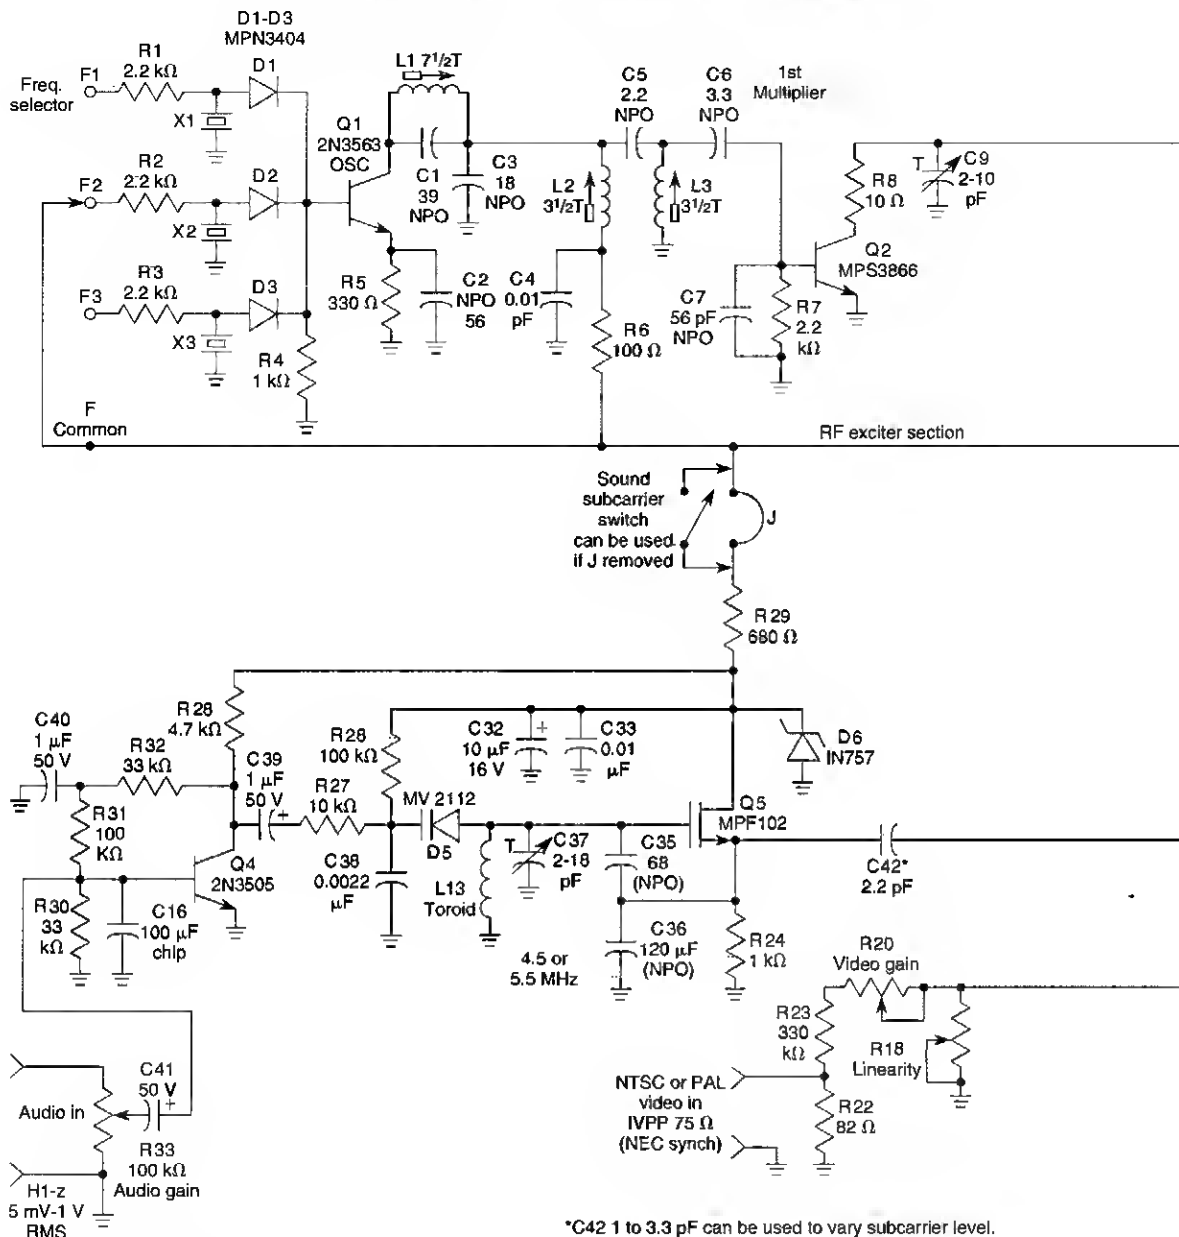 D1-D3
MPN3404
R1
2.2 kΩ
D1
F1
Freq.
selector
X1
L1 7 1/2T
C5
2.2
NPO
C6
3.3
NPO
1st
Multiplier
Q1
2N3563
OSC
C1
39
NPO
C3
18
NPO
R2
2.2 kΩ
D2
F2
X2
L2
3 1/2T
L3
3 1/2T
R8
10 Ω
T
C9
2-10
pF
Q2
MPS3866
R3
2.2 kΩ
D3
F3
X3
R5
330 Ω
C2
NPO
56
C4
0.01
pF
C7
56 pF
NPO
R7
2.2
kΩ
R6
100 Ω
R4
1 kΩ
F
Common
RF exciter section
Sound
subcarrier
switch
can be used
if J removed
J
R29
680 Ω
C40
1 µF
50 V
R32
33 kΩ
R28
4.7 kΩ
C39
1 µF
50 V
+
R28
100 kΩ
C32
10 µF
16 V
+
C33
0.01
µF
D6
IN757
R27
10 kΩ
MV 2112
D5
R31
100
KΩ
Q4
2N3505
C38
0.0022
µF
L13
Toroid
T
C37
2-18
pF
C35
68
(NPO)
Q5
MPF102
C42*
2.2 pF
R30
33
kΩ
C16
100 µF
chip
4.5 or
5.5 MHz
C36
120 µF
(NPO)
R24
1 kΩ
R20
Video gain
R23
330
kΩ
R18
Linearity
C41
50 V
+
Audio in
R33
100 kΩ
Audio gain
H1-z
5 mV-1 V
RMS
NTSC or PAL
video in
IVPP 75 Ω
(NEC synch)
R22
82 Ω
*C42 1 to 3.3 pF can be used to vary subcarrier level.